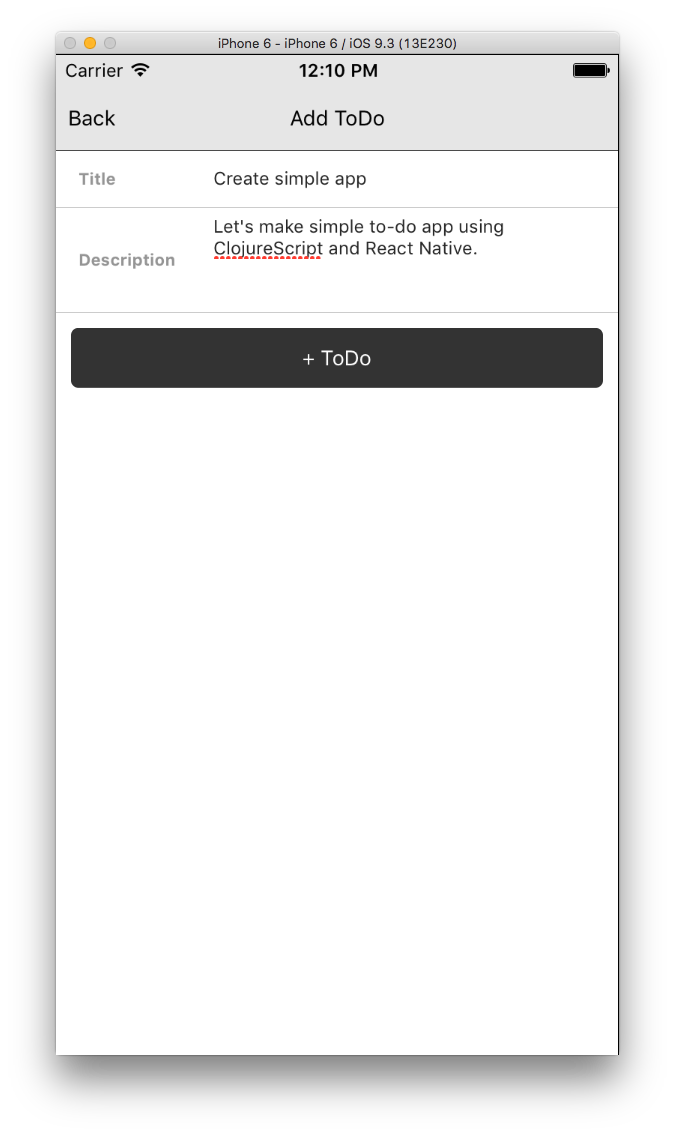 iPhone 6 - iPhone 6 / iOS 9.3 (13E230)
Carrier 12:10 PM
Back Add ToDo
Title Create simple app
Let's make simple to-do app using
ClojureScript and React Native.
Description
+ ToDo